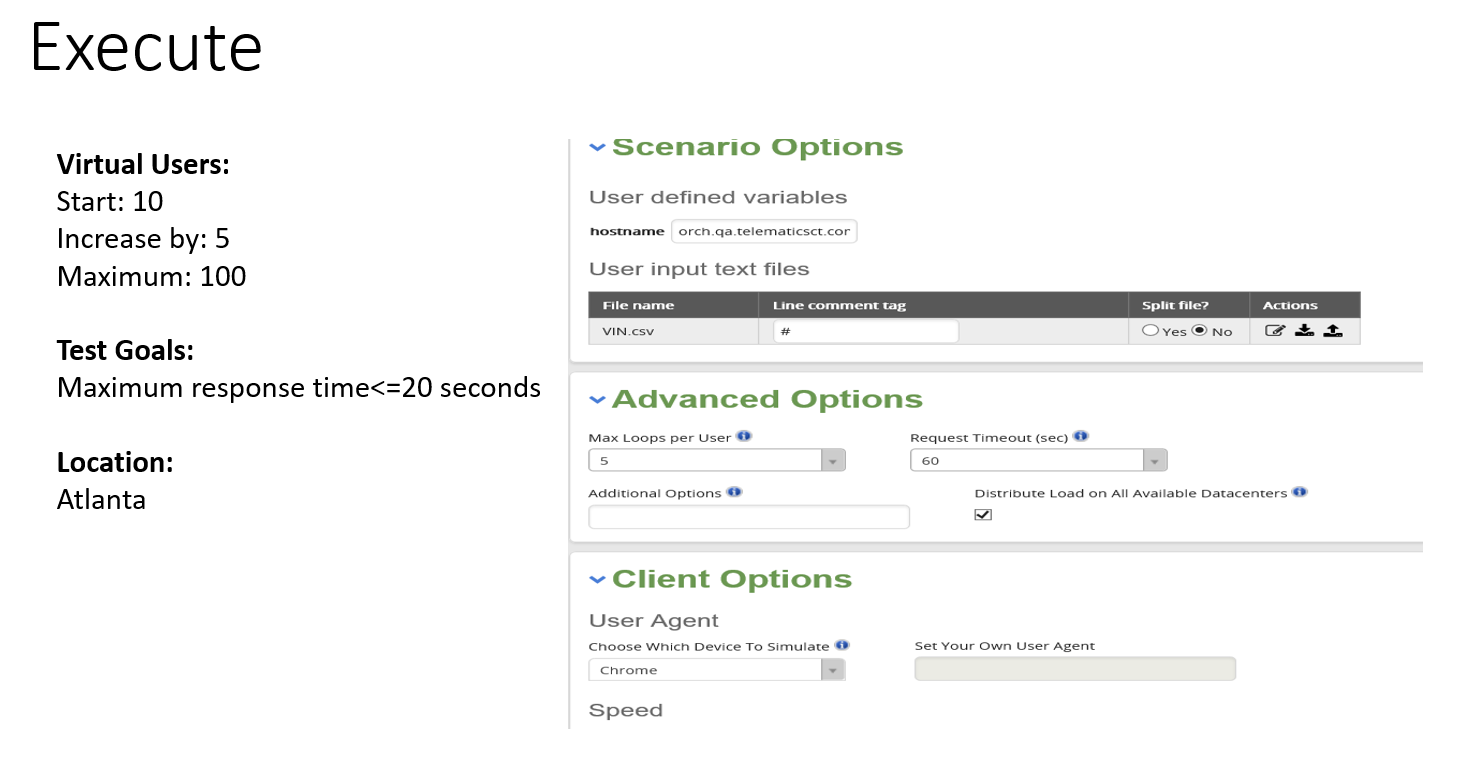 Execute
Virtual Users:
Start: 10
Increase by: 5
Maximum: 100
Test Goals:
Maximum response time<=20 seconds
Location:
Atlanta
Scenario Options
User defined variables
hostname orch.qa.telematicsct.cor
User input text files
File name Line comment tag Split file? Actions
VIN.csv # Yes No
Advanced Options
Max Loops per User Request Timeout (sec)
5 60
Additional Options Distribute Load on All Available Datacenters
Client Options
User Agent
Choose Which Device To Simulate Set Your Own User Agent
Chrome
Speed